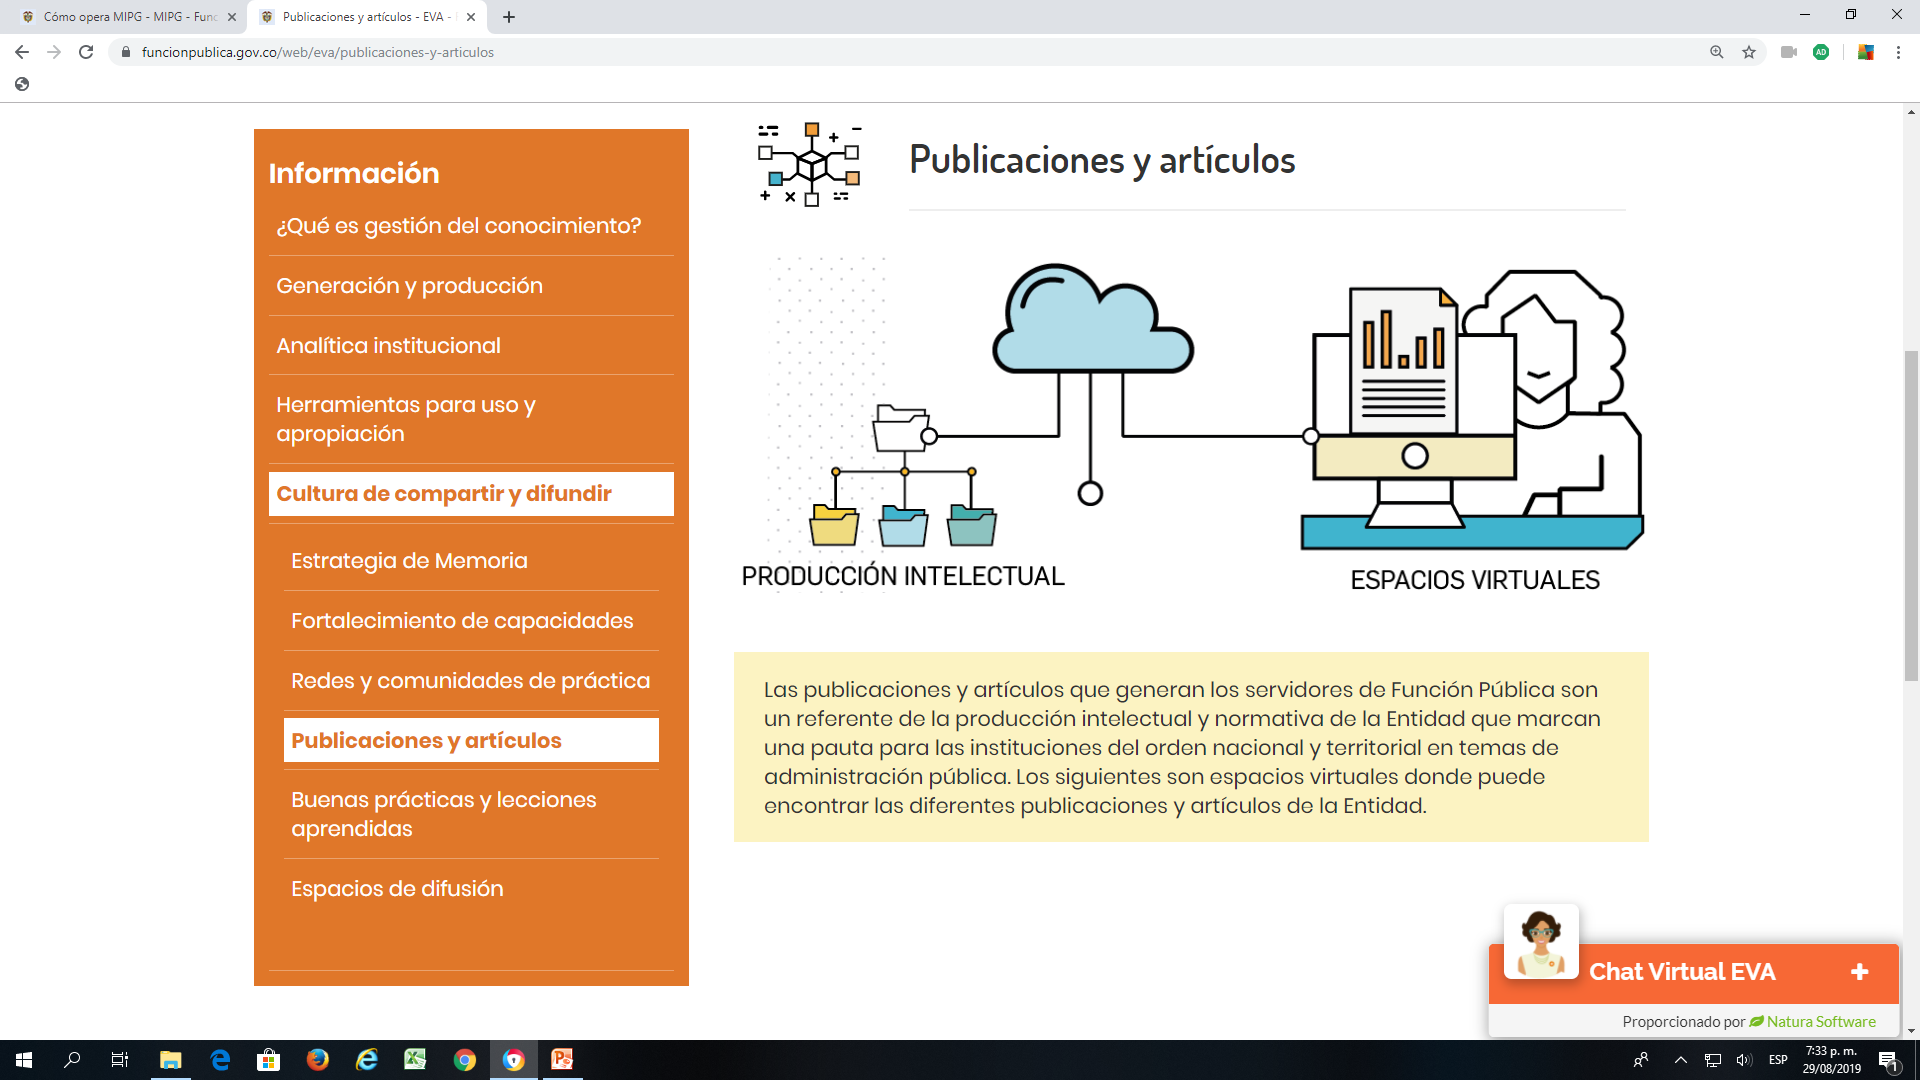 Cómo opera MIPG - MIPG - Func
Publicaciones y artículos - EVA -
funcionpublica.gov.co/web/eva/publicaciones-y-articulos
AD
Información
¿Qué es gestión del conocimiento?
Generación y producción
Analítica institucional
Herramientas para uso y
apropiación
Cultura de compartir y difundir
Estrategia de Memoria
Fortalecimiento de capacidades
Redes y comunidades de práctica
Publicaciones y artículos
Buenas prácticas y lecciones
aprendidas
Espacios de difusión
Publicaciones y artículos
PRODUCCIÓN INTELECTUAL
ESPACIOS VIRTUALES
Las publicaciones y artículos que generan los servidores de Función Pública son
un referente de la producción intelectual y normativa de la Entidad que marcan
una pauta para las instituciones del orden nacional y territorial en temas de
administración pública. Los siguientes son espacios virtuales donde puede
encontrar las diferentes publicaciones y artículos de la Entidad.
Chat Virtual EVA
Proporcionado por Natura Software
ESP
7:33 p. m.
29/08/2019
1